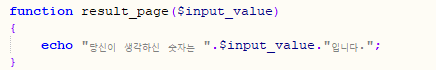 function result_page($input_value)
{
echo "당신이 생각하신 숫자는 ".$input_value."입니다.";
}